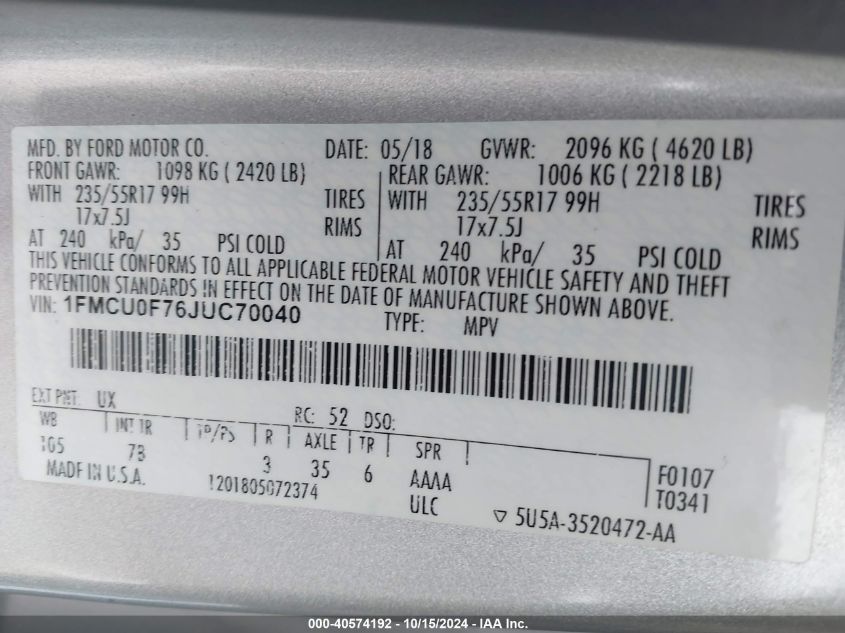 MFD. BY FORD MOTOR CO. DATE: 05/18 GVWR: 2096 KG ( 4620 LB)
FRONT GAWR: 1098 KG ( 2420 LB) REAR GAWR: 1006 KG ( 2218 LB)
WITH 235/55R17 99H TIRES WITH 235/55R17 99H TIRES
17x7.5J RIMS 17x7.5J RIMS
AT 240 kPa/ 35 PSI COLD AT 240 kPa/ 35 PSI COLD
THIS VEHICLE CONFORMS TO ALL APPLICABLE FEDERAL MOTOR VEHICLE SAFETY AND THEFT
PREVENTION STANDARDS IN EFFECT ON THE DATE OF MANUFACTURE SHOWN ABOVE.
VIN: 1FMCU0F76JUC70040 TYPE: MPV
EXT PNT: UX RC: 52 DSO:
WB INT TR TP/PS R AXLE TR SPR
105 3 35 6 AAAA F0107
MADE IN U.S.A. ULC T0341
▽ 5U5A-3520472-AA
000-40574192 - 10/15/2024 - IAA Inc.